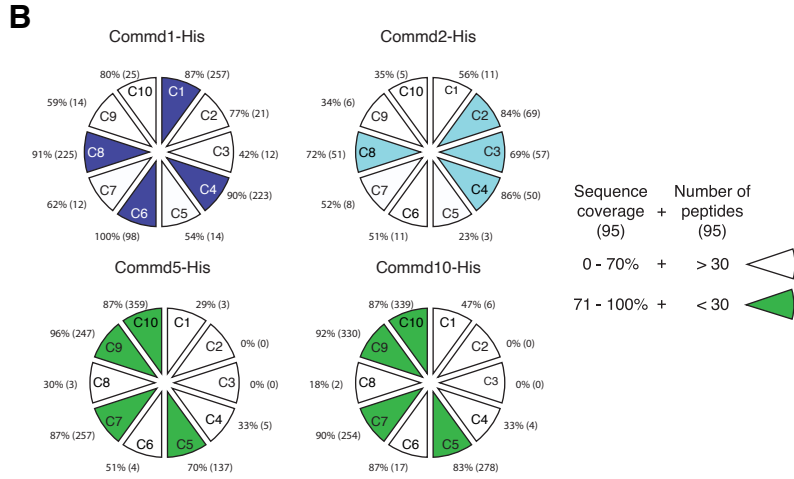 B
Commd1-His
80% (25)
87% (257)
C10
C1
59% (14)
C9
C2
77% (21)
91% (225)
C8
C3
42% (12)
62% (12)
C7
C4
90% (223)
C6
C5
100% (98)
54% (14)
Commd2-His
35% (5)
56% (11)
C10
C1
34% (6)
C9
C2
84% (69)
72% (51)
C8
C3
69% (57)
52% (8)
C7
C4
86% (50)
C6
C5
51% (11)
23% (3)
Commd5-His
87% (359)
29% (3)
C10
C1
96% (247)
C9
C2
0% (0)
30% (3)
C8
C3
0% (0)
87% (257)
C7
C4
33% (5)
C6
C5
51% (4)
70% (137)
Commd10-His
87% (339)
47% (6)
C10
C1
92% (330)
C9
C2
0% (0)
18% (2)
C8
C3
0% (0)
90% (254)
C7
C4
33% (4)
C6
C5
87% (17)
83% (278)
Sequence Number of
coverage + peptides
(95) (95)
0 - 70% + > 30
71 - 100% + < 30